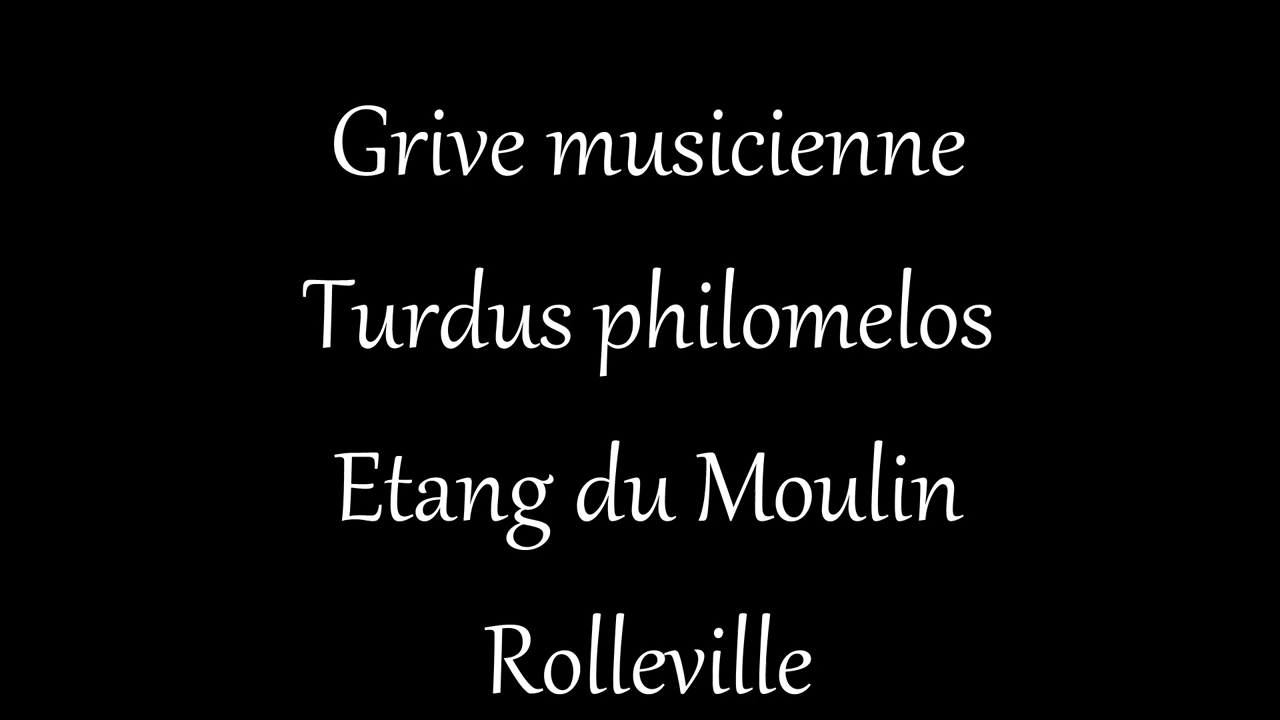 Grive musicienne
Turdus philomelos
Etang du Moulin
Rolleville